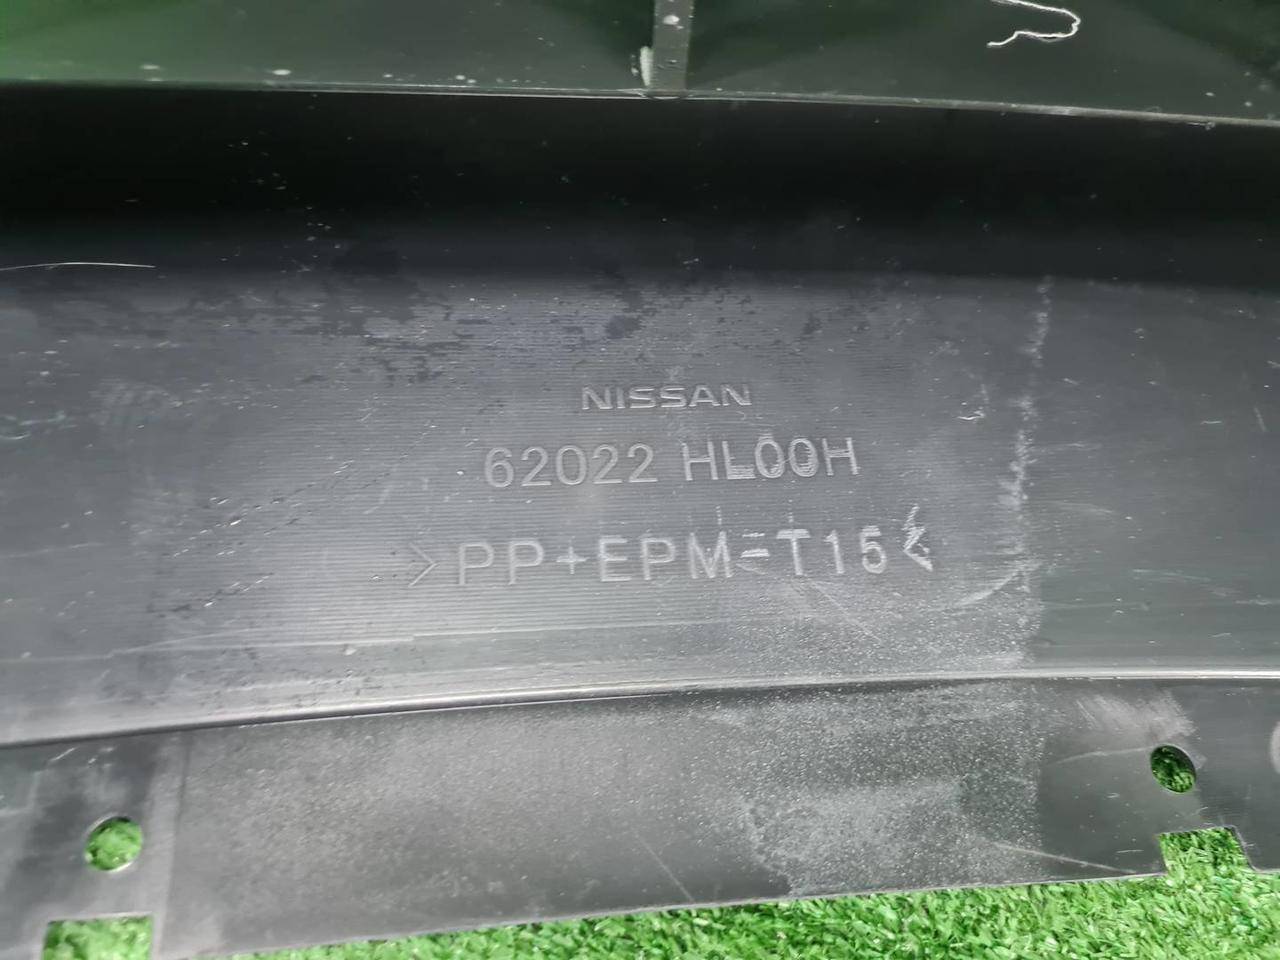 NISSAN
62022 HL00H
>PP+EPM-T15<